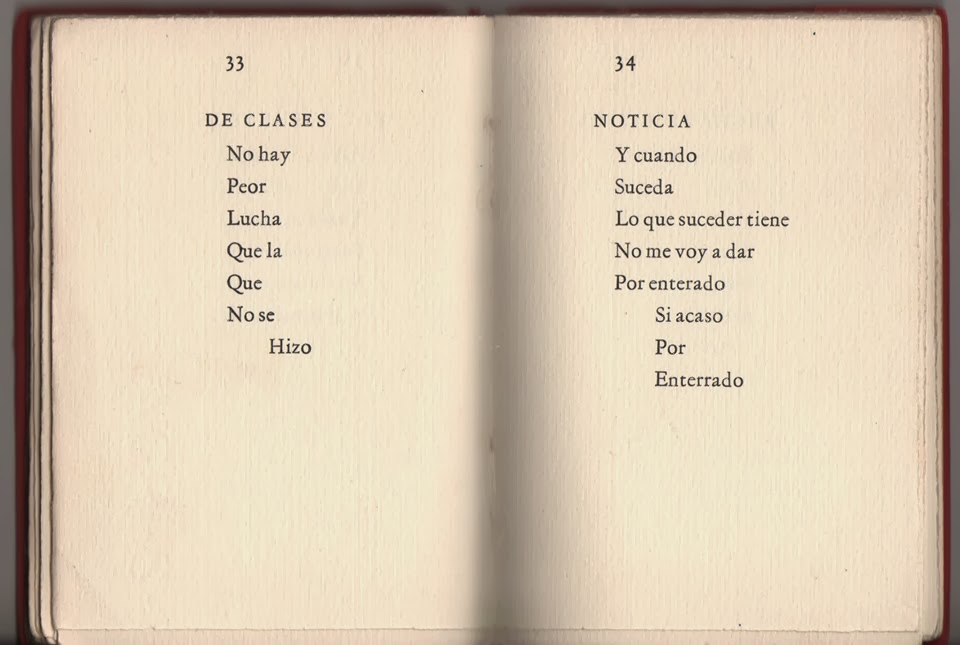 33
DE CLASES
No hay
Peor
Lucha
Que la
Que
No se
Hizo
34
NOTICIA
Y cuando
Suceda
Lo que suceder tiene
No me voy a dar
Por enterado
Si acaso
Por
Enterrado